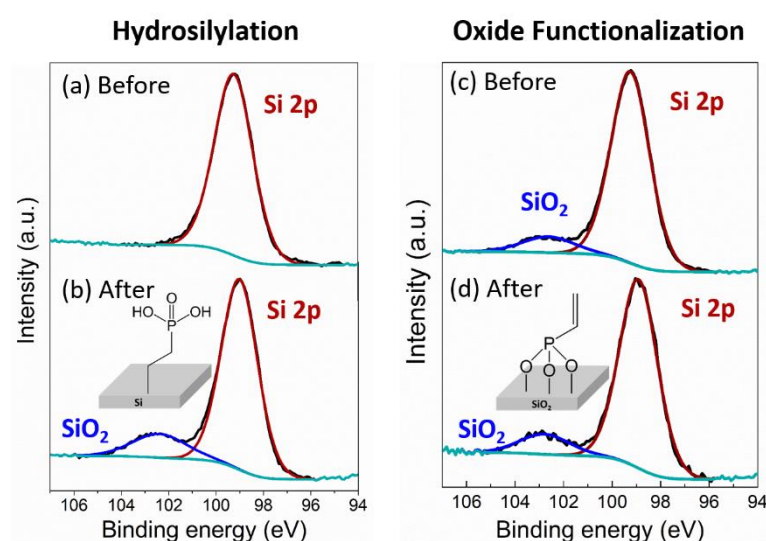 Hydrosilylation
Oxide Functionalization
(a) Before
Si 2p
(c) Before
Si 2p
SiO2
(b) After
O
HO
OH
P
Si 2p
Si
SiO2
(d) After
P
O
O
O
SiO2
Si 2p
SiO2
Intensity (a.u.)
Intensity (a.u.)
106 104 102 100 98 96 94
106 104 102 100 98 96 94
Binding energy (eV)
Binding energy (eV)